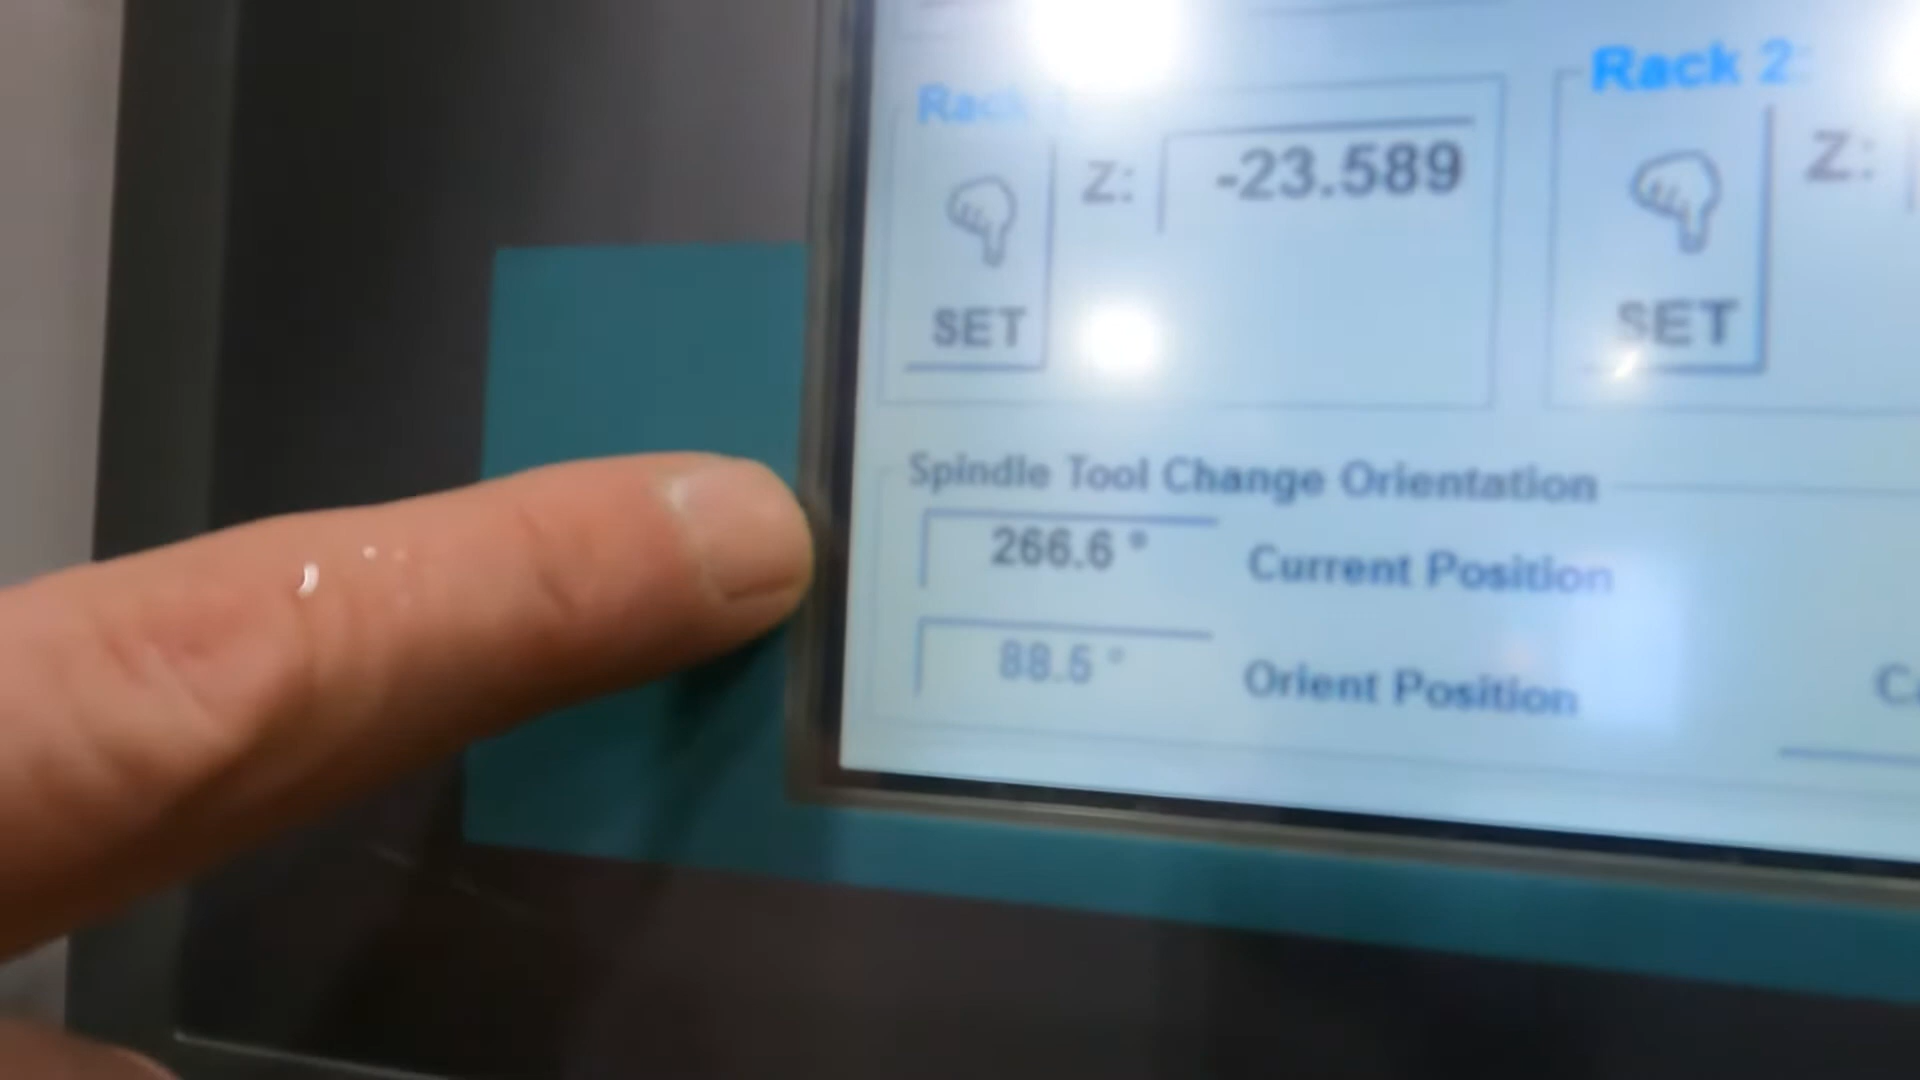 Rack 2:
Z: -23.589
Z:
SET
SET
Spindle Tool Change Orientation
266.6 ° Current Position
88.5 ° Orient Position